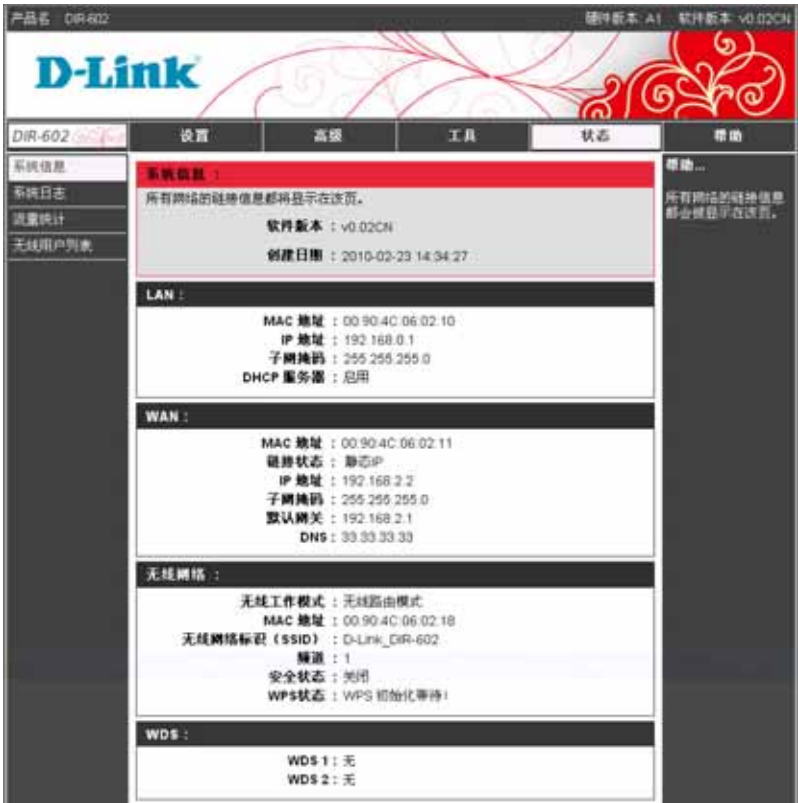 产品名 DIR-602 硬件版本: A1 软件版本: v0.02CN
D-Link
DIR-602 设置 高级 工具 状态 帮助
系统信息
系统日志
流量统计
无线用户列表
系统信息：
所有网络的链接信息都将显示在该页。
软件版本：v0.02CN
创建日期：2010-02-23 14:34:27
LAN：
MAC 地址：00:90:4C:06:02:10
IP 地址：192.168.0.1
子网掩码：255.255.255.0
DHCP 服务器：启用
WAN：
MAC 地址：00:90:4C:06:02:11
链接状态：静态IP
IP 地址：192.168.2.2
子网掩码：255.255.255.0
默认网关：192.168.2.1
DNS：33.33.33.33
无线网络：
无线工作模式：无线路由模式
MAC 地址：00:90:4C:06:02:18
无线网络标识（SSID）：D-Link_DIR-602
频道：1
安全状态：关闭
WPS状态：WPS 初始化等待!
WDS：
WDS 1：无
WDS 2：无
帮助...
所有网络的链接信息
都会被显示在该页。